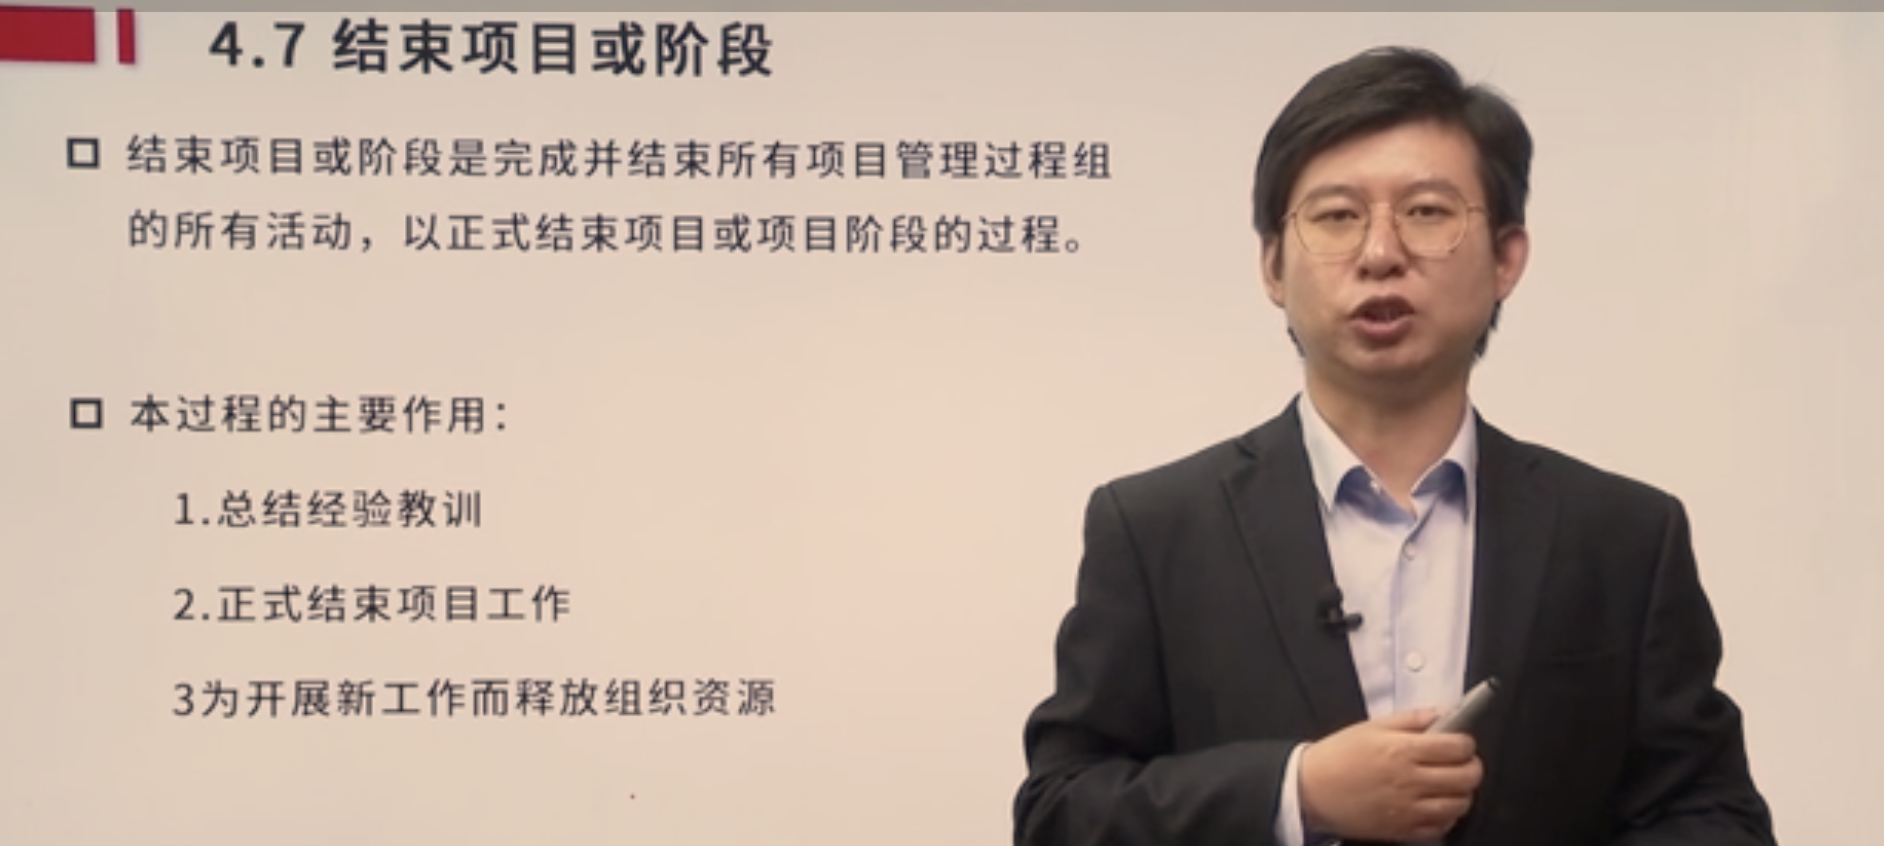 4.7 结束项目或阶段
结束项目或阶段是完成并结束所有项目管理过程组
的所有活动，以正式结束项目或项目阶段的过程。
本过程的主要作用：
1.总结经验教训
2.正式结束项目工作
3为开展新工作而释放组织资源